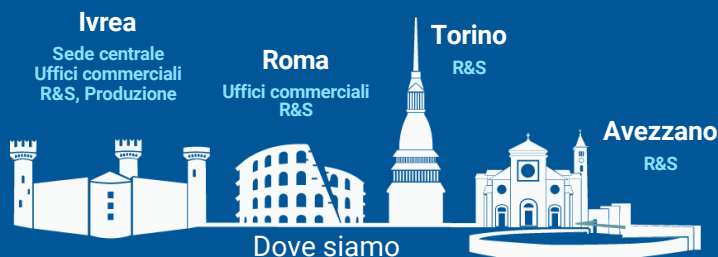 Ivrea
Sede centrale
Uffici commerciali
R&S, Produzione
Roma
Uffici commerciali
R&S
Torino
R&S
Avezzano
R&S
Dove siamo